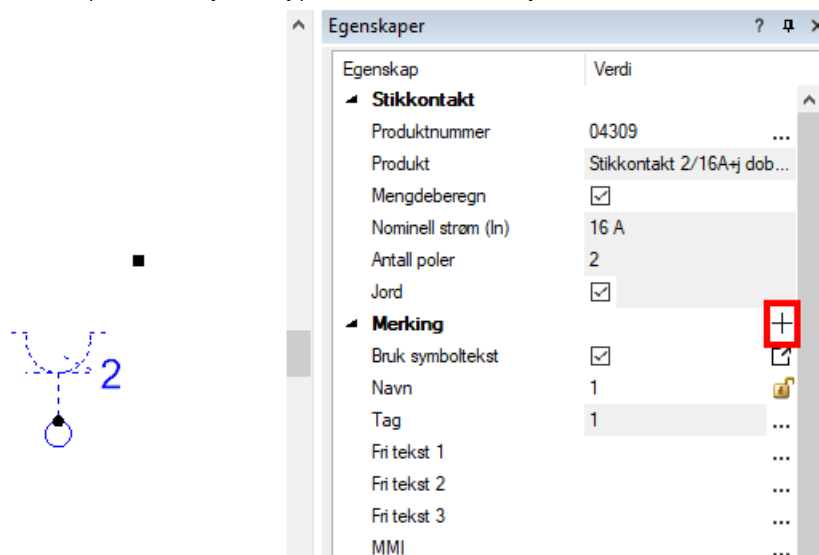 Egenskaper ?
Egenskap Verdi
Stikkontakt
Produktnummer 04309 ...
Produkt Stikkontakt 2/16A+j dob...
Mengdeberegn
Nominell strøm (In) 16 A
Antall poler 2
Jord
Merking
Bruk symboltekst
Navn 1
Tag 1 ...
Fri tekst 1 ...
Fri tekst 2 ...
Fri tekst 3 ...
MMI ...
2